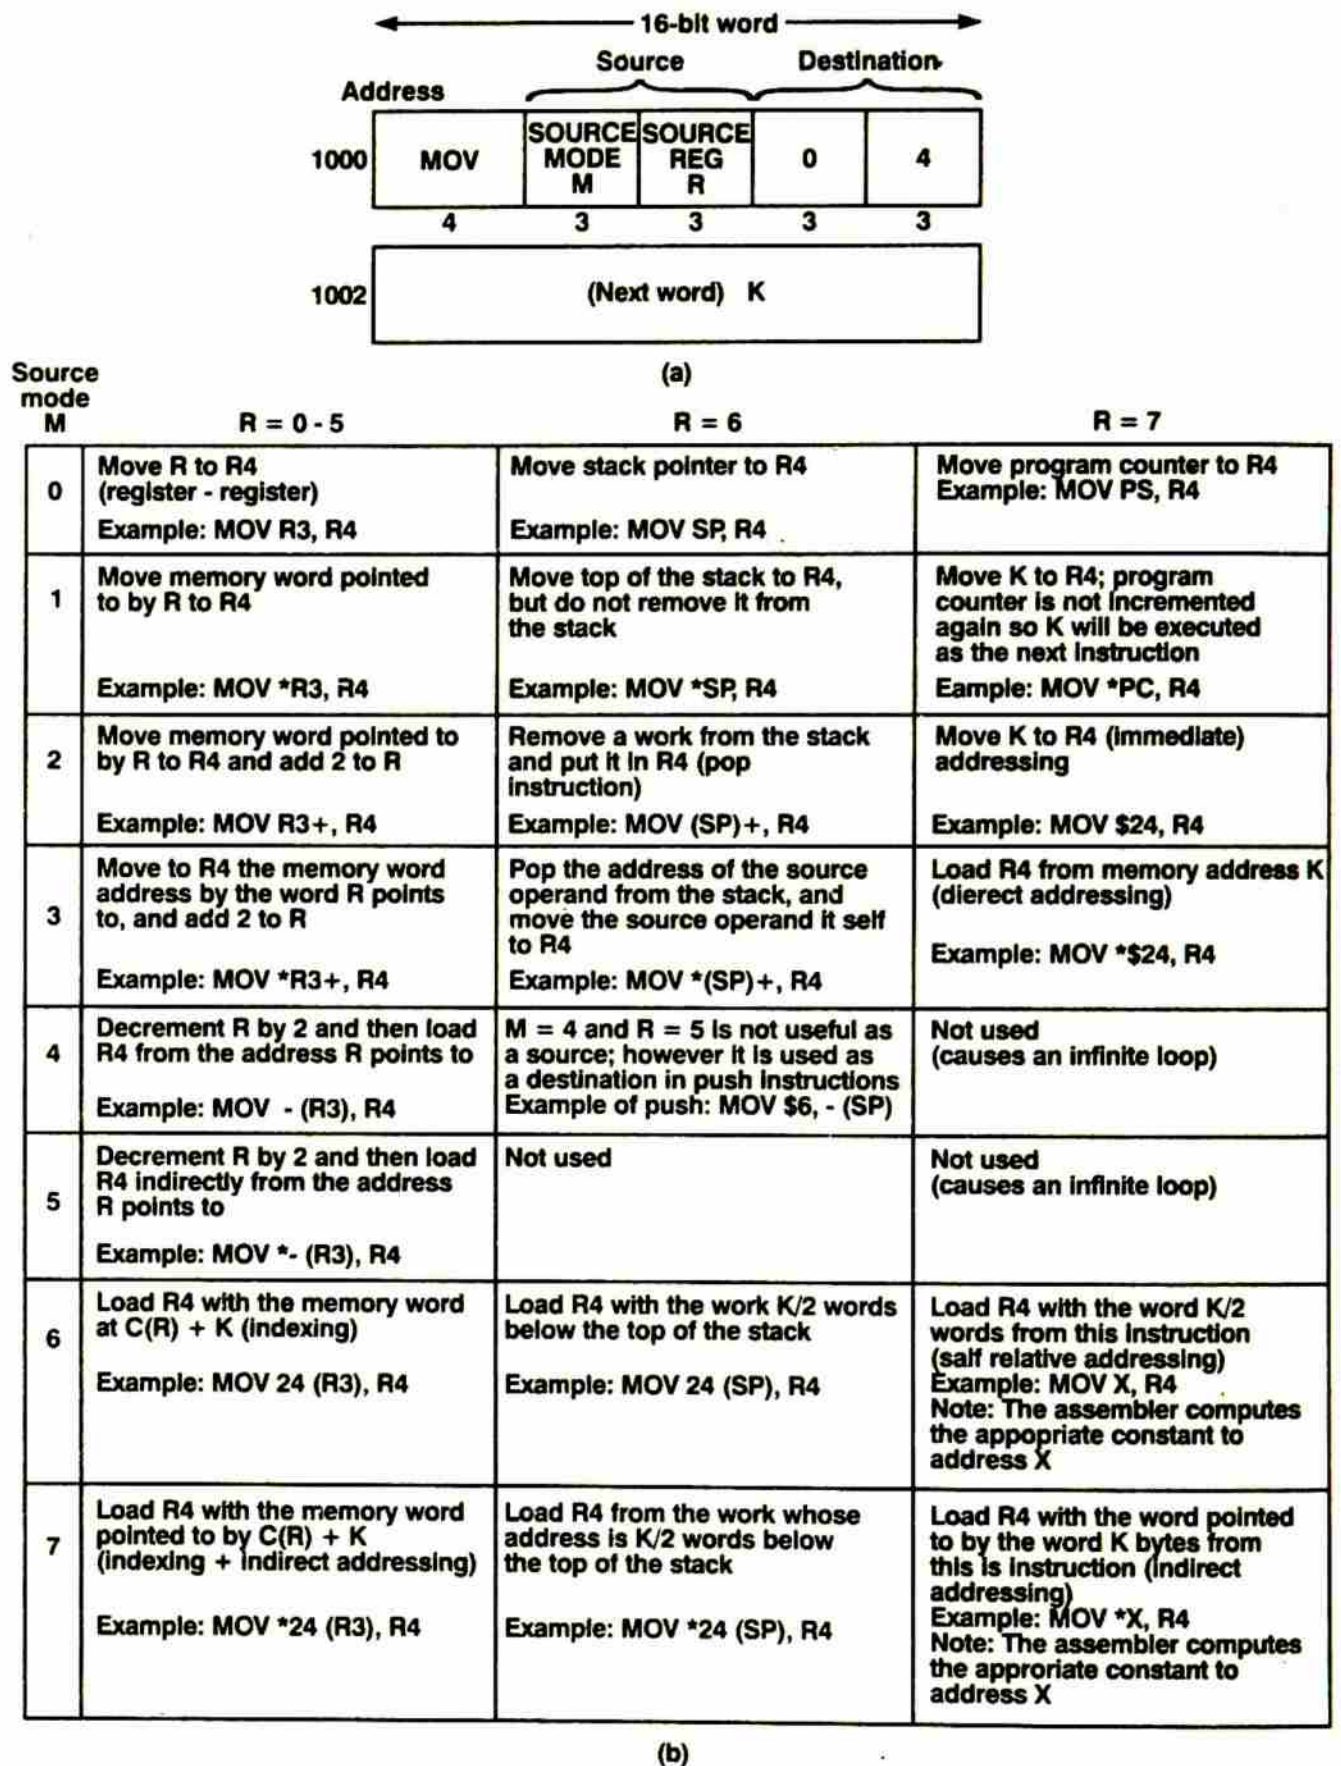 16-bit word
Source Destination
Address
1000 MOV SOURCE MODE M SOURCE REG R 0 4
4 3 3 3 3
1002 (Next word) K
(a)
Source
mode
M R = 0 - 5 R = 6 R = 7
0
Move R to R4
(register - register)
Example: MOV R3, R4
Move stack pointer to R4
Example: MOV SP, R4
Move program counter to R4
Example: MOV PS, R4
1
Move memory word pointed
to by R to R4
Example: MOV *R3, R4
Move top of the stack to R4,
but do not remove it from
the stack
Example: MOV *SP, R4
Move K to R4; program
counter is not incremented
again so K will be executed
as the next instruction
Eample: MOV *PC, R4
2
Move memory word pointed to
by R to R4 and add 2 to R
Example: MOV R3+, R4
Remove a work from the stack
and put it in R4 (pop
instruction)
Example: MOV (SP)+, R4
Move K to R4 (immediate)
addressing
Example: MOV $24, R4
3
Move to R4 the memory word
address by the word R points
to, and add 2 to R
Example: MOV *R3+, R4
Pop the address of the source
operand from the stack, and
move the source operand it self
to R4
Example: MOV *(SP)+, R4
Load R4 from memory address K
(dierect addressing)
Example: MOV *$24, R4
4
Decrement R by 2 and then load
R4 from the address R points to
Example: MOV - (R3), R4
M = 4 and R = 5 is not useful as
a source; however it is used as
a destination in push instructions
Example of push: MOV $6, - (SP)
Not used
(causes an infinite loop)
5
Decrement R by 2 and then load
R4 indirectly from the address
R points to
Example: MOV *- (R3), R4
Not used
Not used
(causes an infinite loop)
6
Load R4 with the memory word
at C(R) + K (indexing)
Example: MOV 24 (R3), R4
Load R4 with the work K/2 words
below the top of the stack
Example: MOV 24 (SP), R4
Load R4 with the word K/2
words from this instruction
(salf relative addressing)
Example: MOV X, R4
Note: The assembler computes
the appopriate constant to
address X
7
Load R4 with the memory word
pointed to by C(R) + K
(indexing + indirect addressing)
Example: MOV *24 (R3), R4
Load R4 from the work whose
address is K/2 words below
the top of the stack
Example: MOV *24 (SP), R4
Load R4 with the word pointed
to by the word K bytes from
this is instruction (indirect
addressing)
Example: MOV *X, R4
Note: The assembler computes
the approriate constant to
address X
(b)